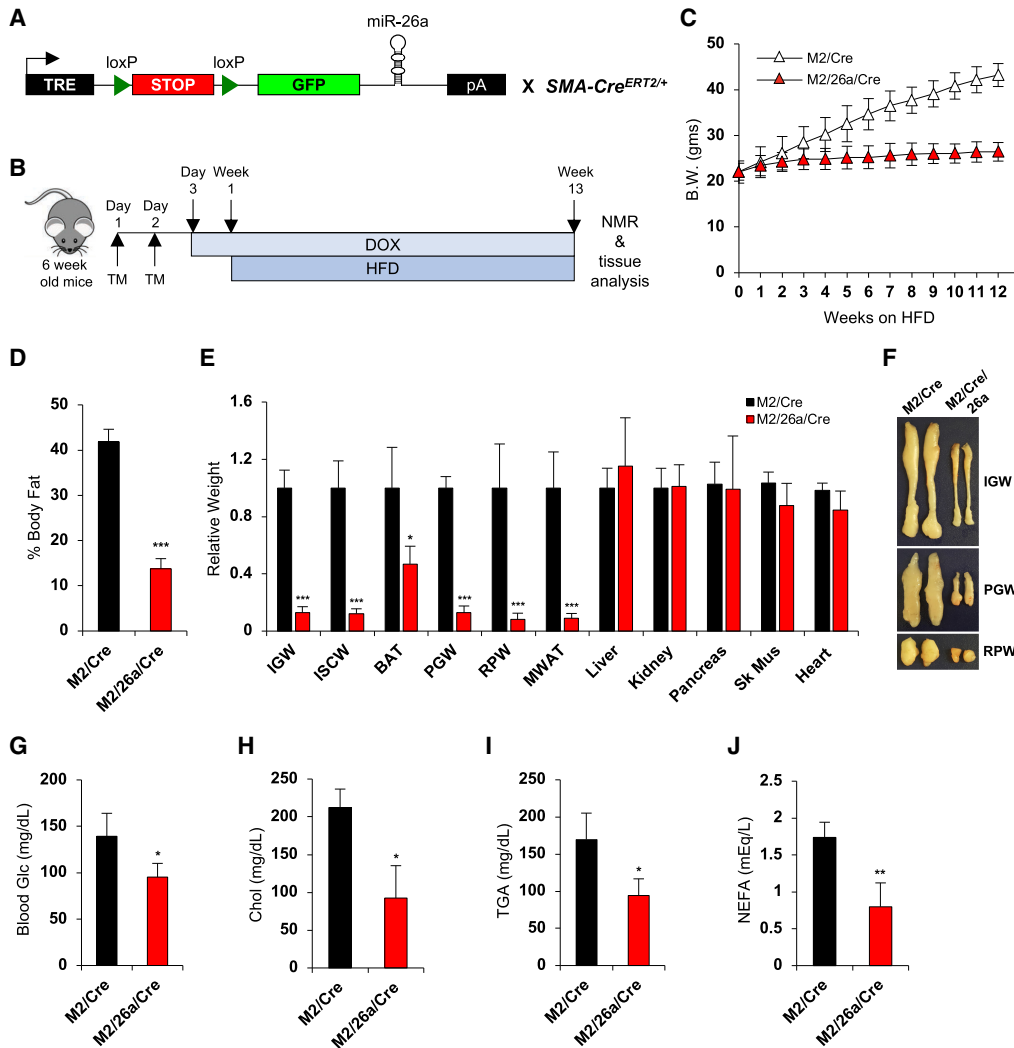 A
miR-26a
loxP
loxP
TRE
STOP
GFP
pA
X SMA-Cre^ERT2/+
B
Day 1
Day 2
Day 3
Week 1
Week 13
DOX
HFD
TM
TM
6 week
old mice
NMR
&
tissue
analysis
C
M2/Cre
M2/26a/Cre
B.W. (gms)
50
40
30
20
10
0
0 1 2 3 4 5 6 7 8 9 10 11 12
Weeks on HFD
D
% Body Fat
50
40
30
20
10
0
***
M2/Cre
M2/26a/Cre
E
M2/Cre
M2/26a/Cre
Relative Weight
1.6
1.2
0.8
0.4
0
*** *** * *** *** ***
IGW
ISCW
BAT
PGW
RPW
MWAT
Liver
Kidney
Pancreas
Sk Mus
Heart
F
M2/Cre
M2/Cre/
26a
IGW
PGW
RPW
G
Blood Glc (mg/dL)
200
150
100
50
0
*
M2/Cre
M2/26a/Cre
H
Chol (mg/dL)
250
200
150
100
50
0
*
M2/Cre
M2/26a/Cre
I
TGA (mg/dL)
250
200
150
100
50
0
*
M2/Cre
M2/26a/Cre
J
NEFA (mEq/L)
2.5
2
1.5
1
0.5
0
**
M2/Cre
M2/26a/Cre